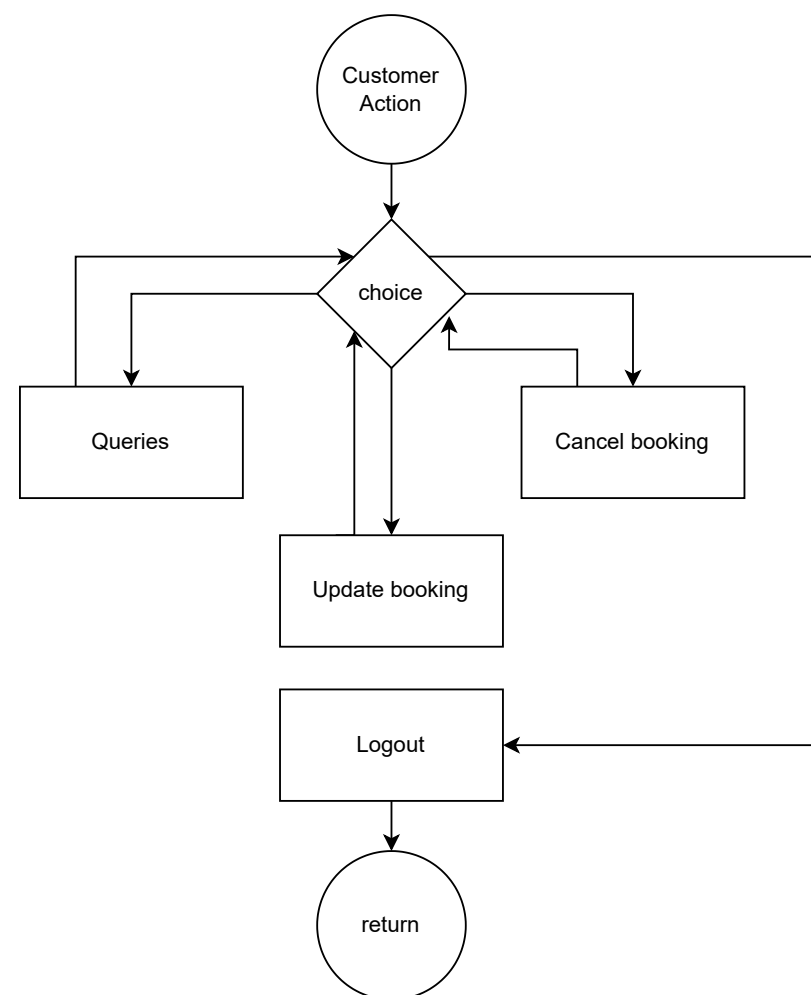 Customer
Action
choice
Queries
Cancel booking
Update booking
Logout
return